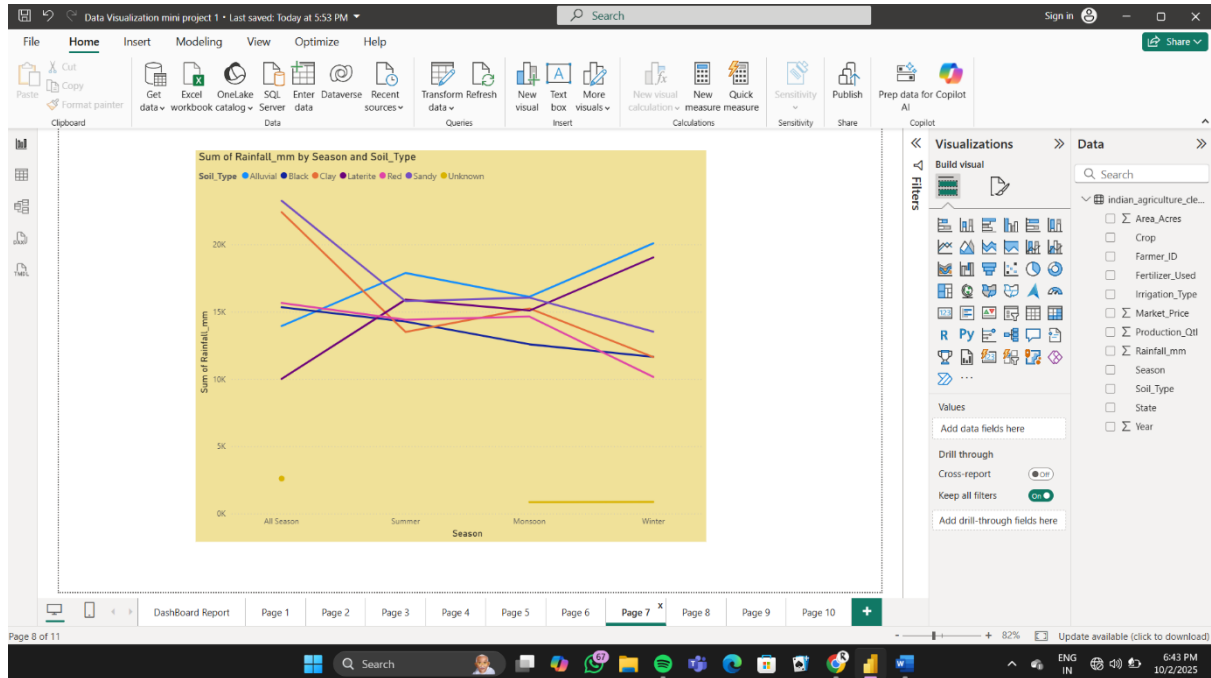 Data Visualization mini project 1 • Last saved: Today at 5:53 PM
Search
Sign in
File Home Insert Modeling View Optimize Help
Share
Paste
Cut
Copy
Format painter
Clipboard
Get data
Excel workbook
OneLake catalog
SQL Server
Enter data
Dataverse
Recent sources
Data
Transform data
Refresh
Queries
New visual
Text box
More visuals
Insert
New visual calculation
New measure
Quick measure
Calculations
Sensitivity
Sensitivity
Publish
Share
Prep data for AI
Copilot
Copilot
DAX
TMDL
Sum of Rainfall_mm by Season and Soil_Type
Soil_Type Alluvial Black Clay Laterite Red Sandy Unknown
Sum of Rainfall_mm
20K
15K
10K
5K
0K
All Season Summer Monsoon Winter
Season
Filters
Visualizations
Build visual
123
R Py
Values
Add data fields here
Drill through
Cross-report
Off
Keep all filters
On
Add drill-through fields here
Data
Search
indian_agriculture_cle...
Area_Acres
Crop
Farmer_ID
Fertilizer_Used
Irrigation_Type
Market_Price
Production_Qtl
Rainfall_mm
Season
Soil_Type
State
Year
DashBoard Report Page 1 Page 2 Page 3 Page 4 Page 5 Page 6 Page 7 x Page 8 Page 9 Page 10 +
Page 8 of 11
- + 82%
Update available (click to download)
Search
67
ENG
IN
6:43 PM
10/2/2025